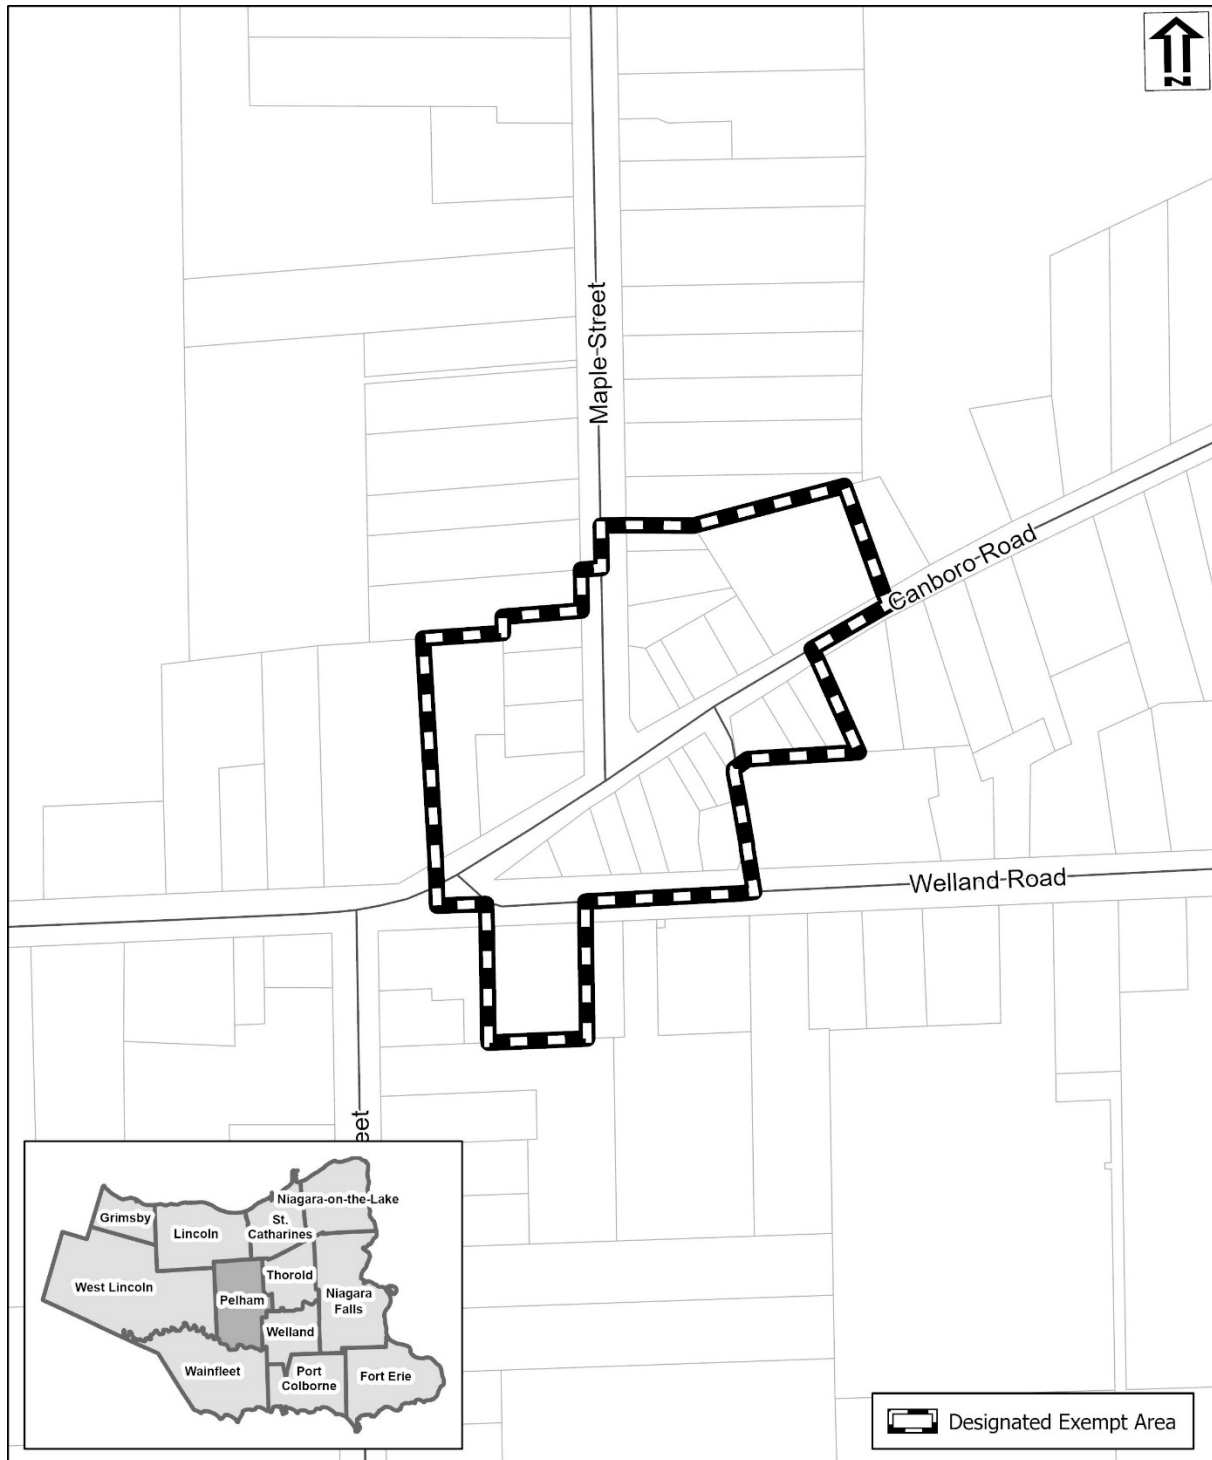 N
Maple Street
Canboro Road
Welland Road
eet
Niagara-on-the-Lake
Grimsby
St.
Catharines
Lincoln
Thorold
West Lincoln
Pelham
Niagara
Falls
Welland
Wainfleet
Port
Colborne
Fort Erie
Designated Exempt Area